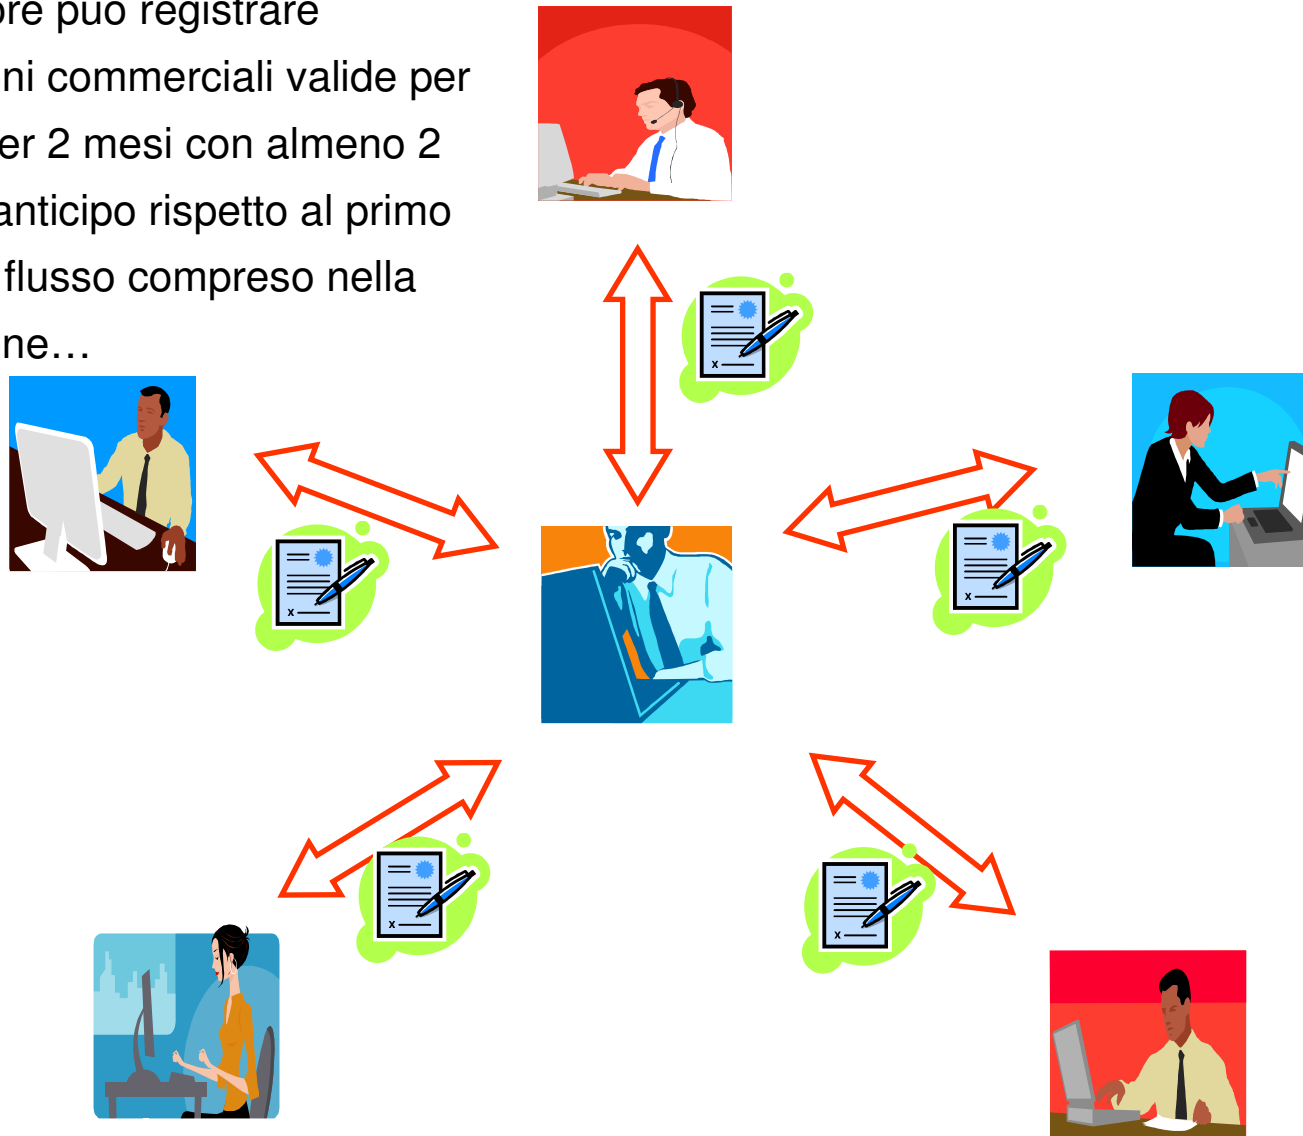 ore può registrare
ni commerciali valide per
er 2 mesi con almeno 2
anticipo rispetto al primo
flusso compreso nella
ne…
x
x
x
x
x